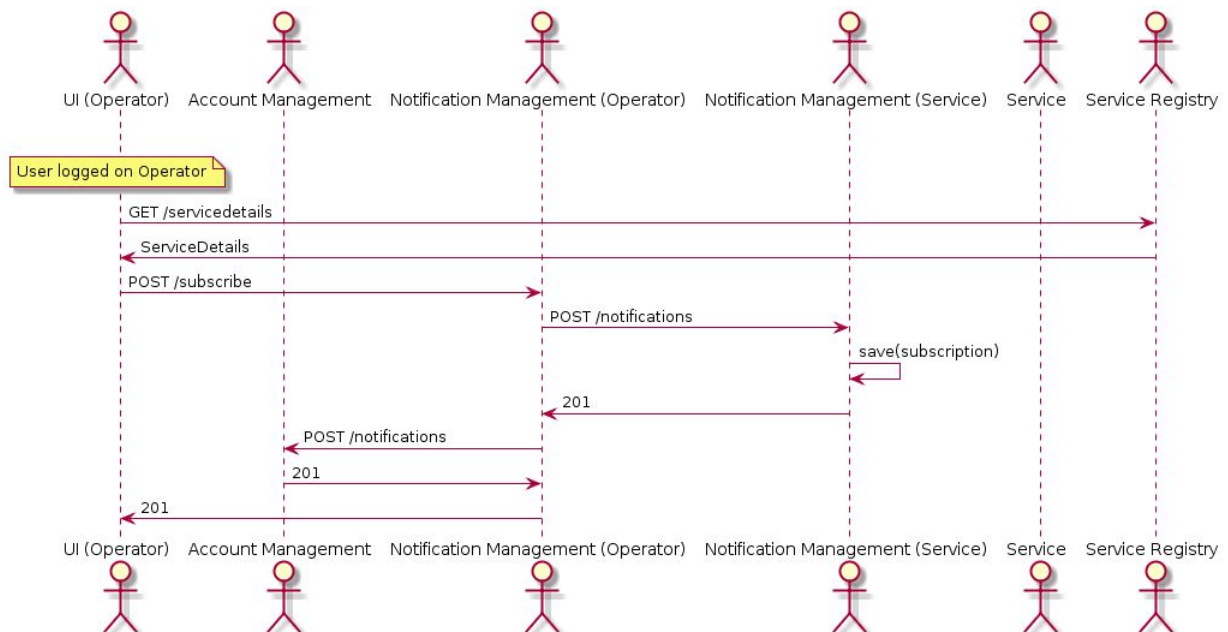 UI (Operator) Account Management Notification Management (Operator) Notification Management (Service) Service Service Registry
User logged on Operator
GET /servicedetails
ServiceDetails
POST /subscribe
POST /notifications
save(subscription)
201
POST /notifications
201
201
UI (Operator) Account Management Notification Management (Operator) Notification Management (Service) Service Service Registry